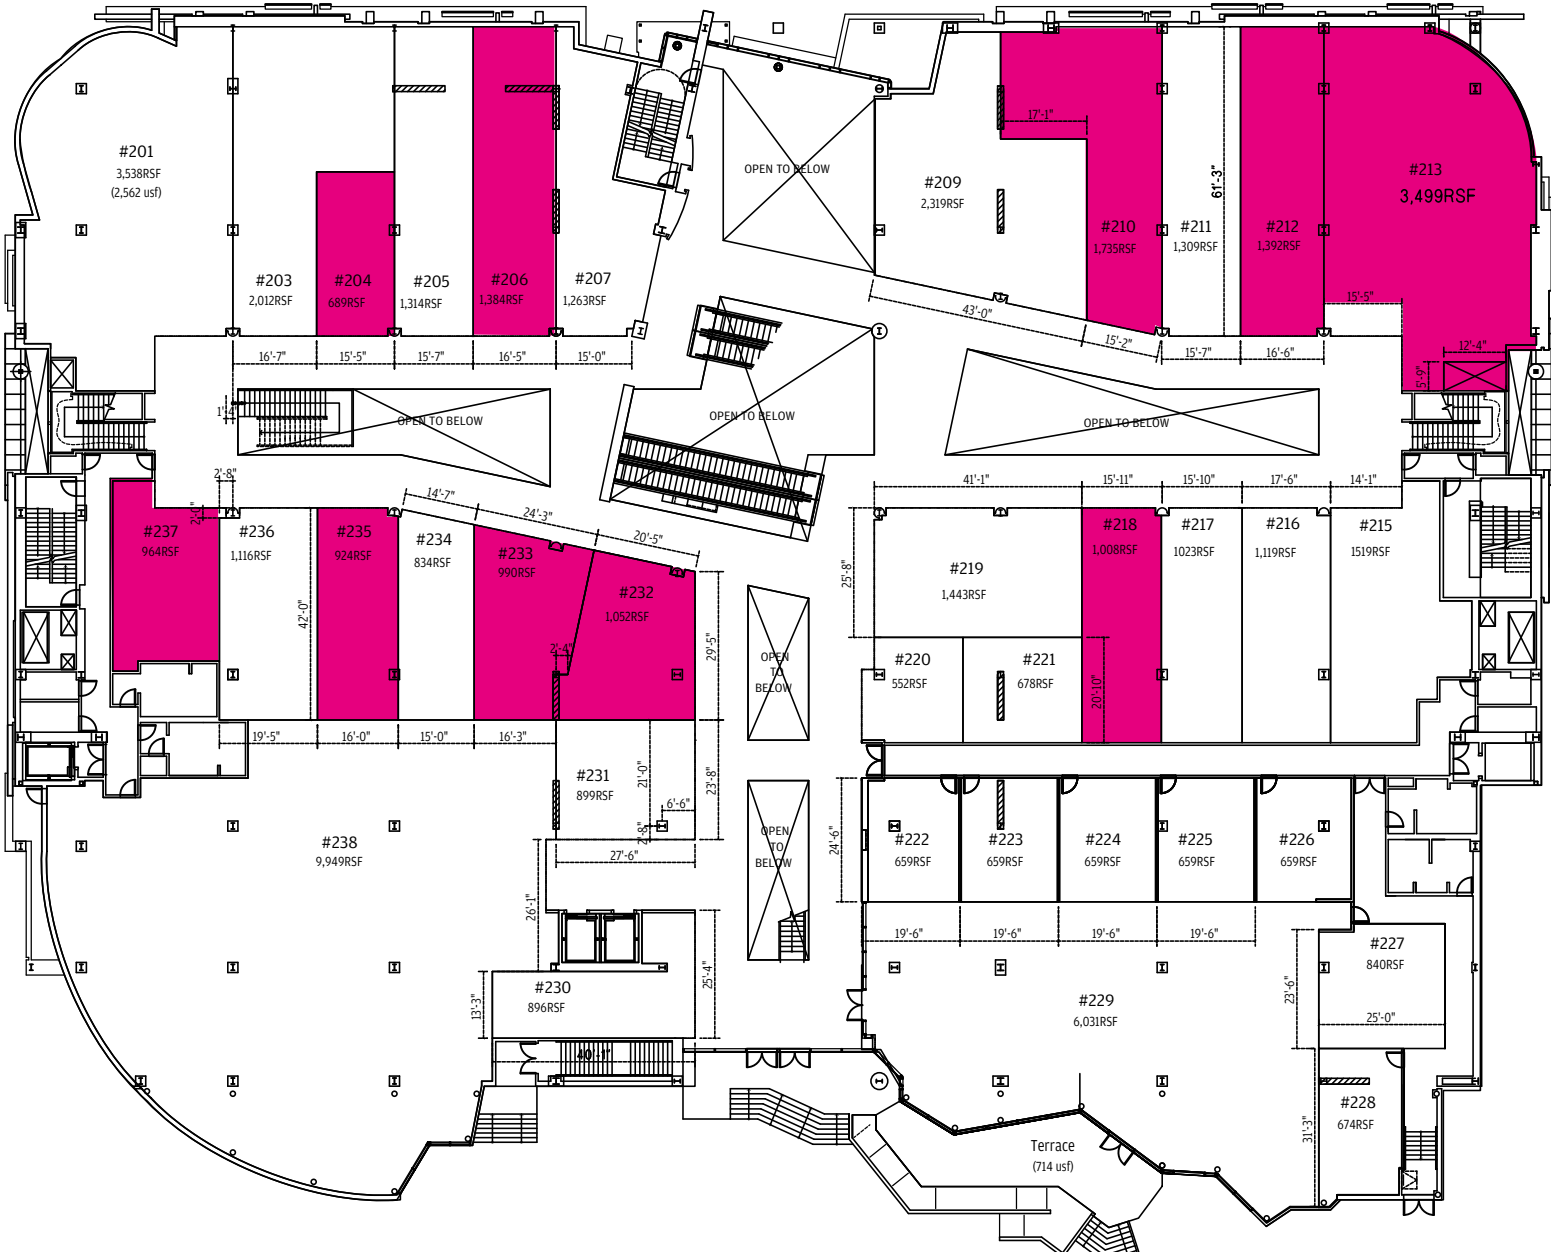 #201
3,538RSF
(2,562 usf)
#203
2,012RSF
#204
689RSF
#205
1,314RSF
#206
1,384RSF
#207
1,263RSF
OPEN TO BELOW
#209
2,319RSF
17'-1"
#210
1,735RSF
#211
1,309RSF
61'-3"
#212
1,392RSF
#213
3,499RSF
15'-5"
12'-4"
5'-9"
43'-0"
15'-2"
15'-7"
16'-6"
16'-7"
15'-5"
15'-7"
16'-5"
15'-0"
1'-4"
OPEN TO BELOW
OPEN TO BELOW
OPEN TO BELOW
2'-8"
2'-0"
14'-7"
24'-3"
20'-5"
41'-1"
15'-11"
15'-10"
17'-6"
14'-1"
#237
964RSF
#236
1,116RSF
42'-0"
#235
924RSF
#234
834RSF
#233
990RSF
#232
1,052RSF
2'-4"
29'-5"
25'-8"
#219
1,443RSF
#218
1,008RSF
#217
1023RSF
#216
1,119RSF
#215
1519RSF
#220
552RSF
#221
678RSF
20'-10"
OPEN
TO
BELOW
19'-5"
16'-0"
15'-0"
16'-3"
#231
899RSF
21'-0"
23'-8"
6'-6"
2'-8"
27'-6"
#238
9,949RSF
OPEN
TO
BELOW
24'-6"
#222
659RSF
#223
659RSF
#224
659RSF
#225
659RSF
#226
659RSF
19'-6"
19'-6"
19'-6"
19'-6"
26'-1"
25'-4"
#230
896RSF
13'-3"
40'-1"
#229
6,031RSF
#227
840RSF
23'-6"
25'-0"
#228
674RSF
31'-3"
Terrace
(714 usf)